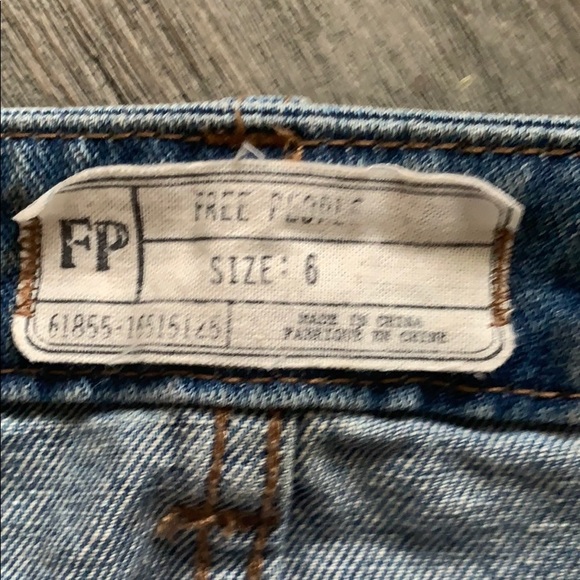 FP
FREE PEOPLE
SIZE: 6
MADE IN CHINA
FABRIQUE EN CHINE